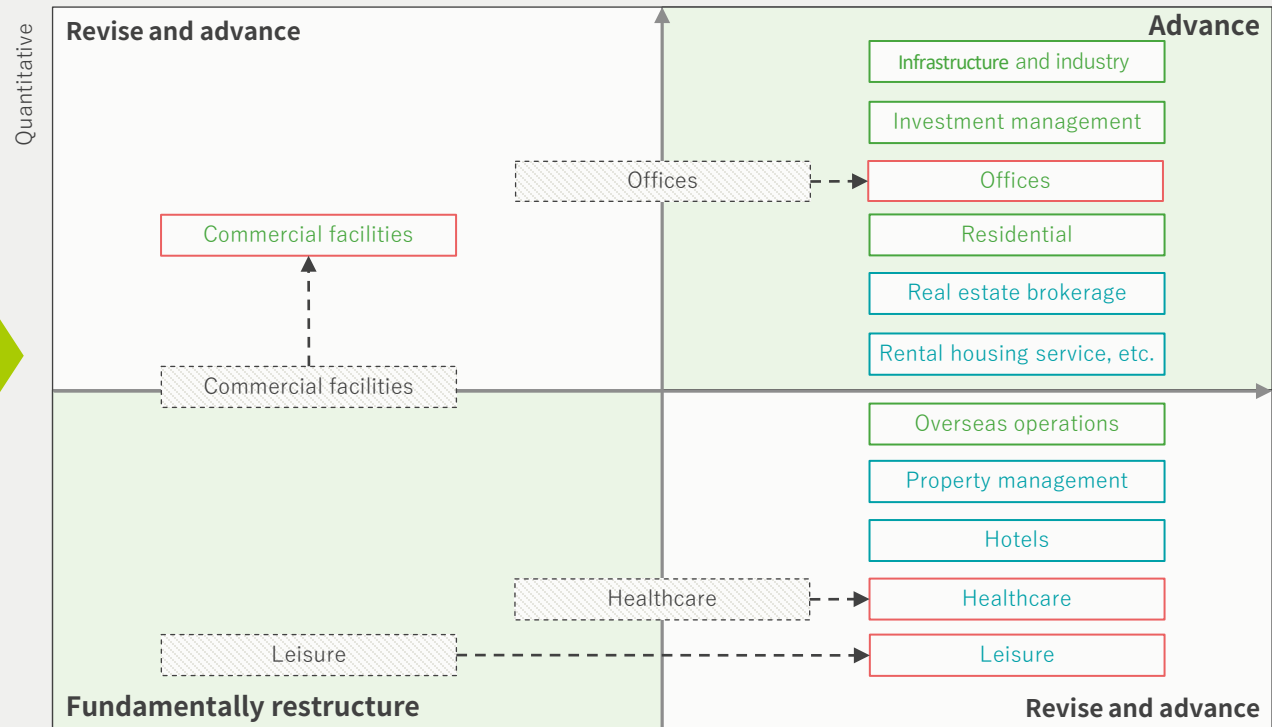 Quantitative
Revise and advance
Advance
Infrastructure and industry
Investment management
Offices
Offices
Commercial facilities
Residential
Real estate brokerage
Rental housing service, etc.
Commercial facilities
Overseas operations
Property management
Hotels
Healthcare
Healthcare
Leisure
Leisure
Fundamentally restructure
Revise and advance